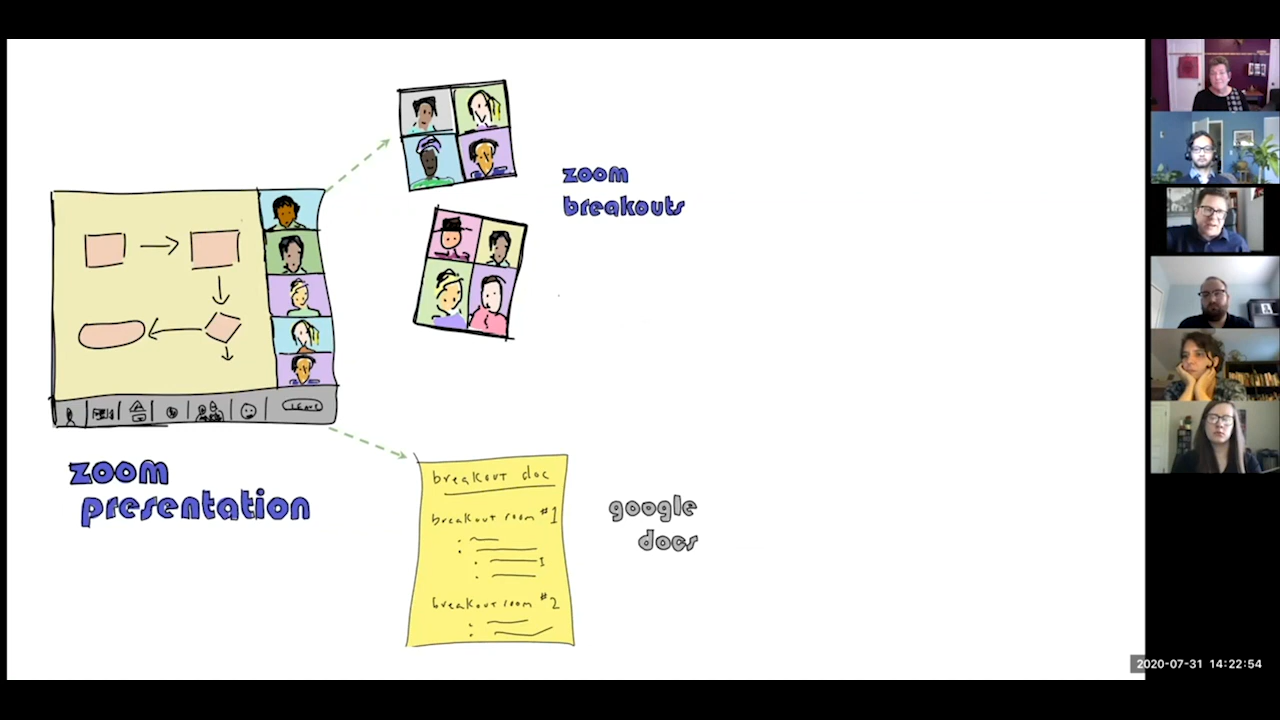 zoom
breakouts
LEAVE
zoom
presentation
breakout doc
breakout room #1
breakout room #2
google
docs
2020-07-31 14:22:54